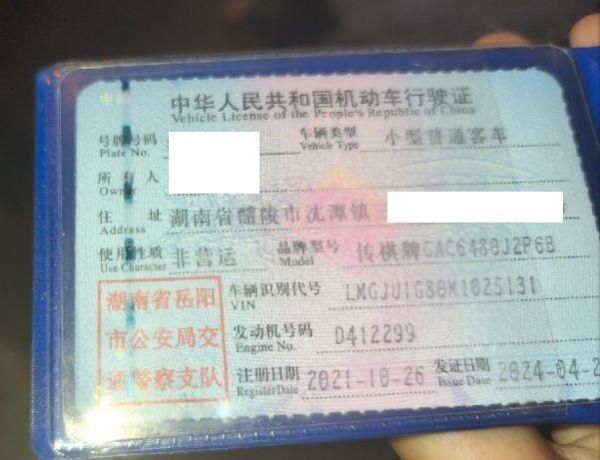 中华人民共和国机动车行驶证
Vehicle License of the People's Republic of China
号牌号码 车辆类型 小型普通客车
Plate No. Vehicle Type
所有人
Owner
住址 湖南省醴陵市沈潭镇
Address
使用性质 非营运 品牌型号 传祺牌GAC6480J2P6B
Use Character Model
湖南省岳阳 车辆识别代号 LMGJU1G80M1025131
VIN
市公安局交 发动机号码 D412299
Engine No.
通警察支队 注册日期 2021-10-26 发证日期 2024-04-2
Register Date Issue Date